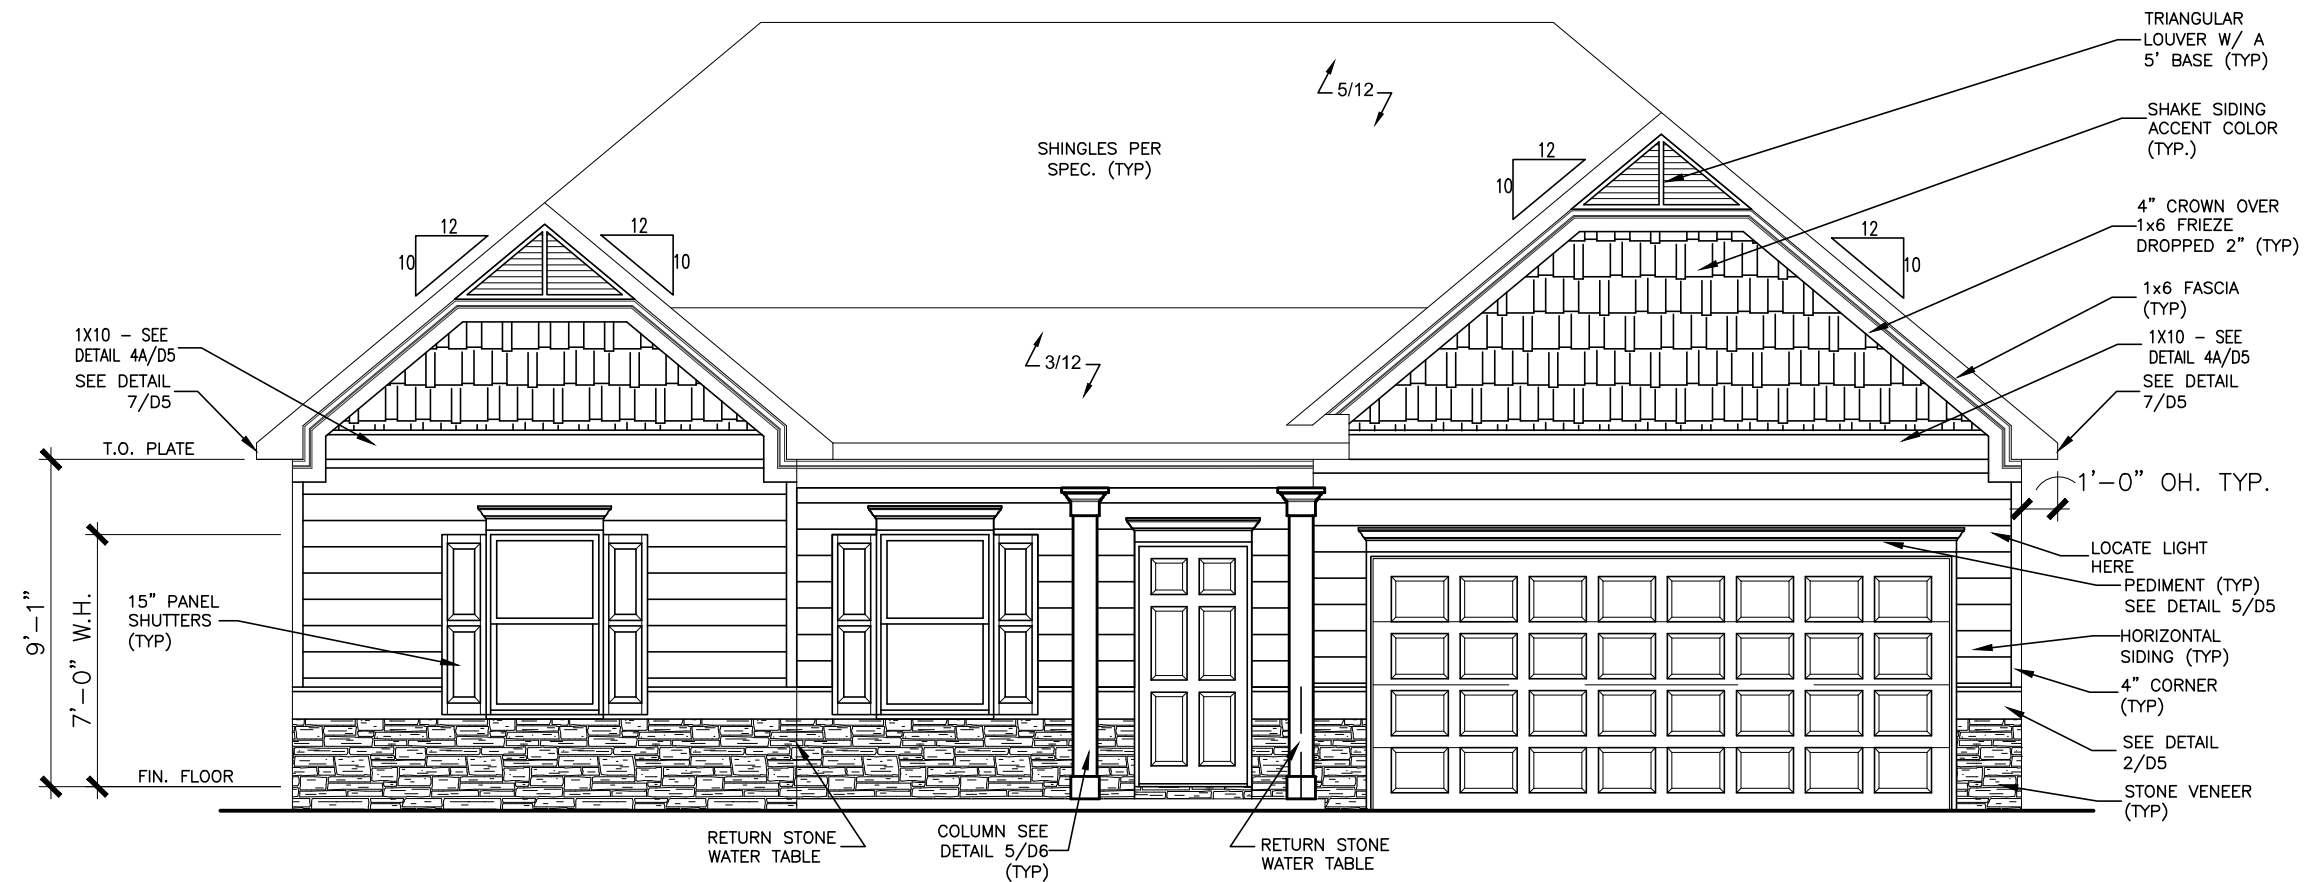 TRIANGULAR
LOUVER W/ A
5' BASE (TYP)
5/12
SHAKE SIDING
ACCENT COLOR
(TYP.)
SHINGLES PER
SPEC. (TYP)
12
10
12
10
12
10
12
10
4" CROWN OVER
1x6 FRIEZE
DROPPED 2" (TYP)
1x6 FASCIA
(TYP)
1X10 - SEE
DETAIL 4A/D5
SEE DETAIL
7/D5
3/12
1X10 - SEE
DETAIL 4A/D5
SEE DETAIL
7/D5
T.O. PLATE
1'-0" OH. TYP.
LOCATE LIGHT
HERE
PEDIMENT (TYP)
SEE DETAIL 5/D5
15" PANEL
SHUTTERS
(TYP)
9'-1"
7'-0" W.H.
HORIZONTAL
SIDING (TYP)
4" CORNER
(TYP)
SEE DETAIL
2/D5
FIN. FLOOR
STONE VENEER
(TYP)
RETURN STONE
WATER TABLE
COLUMN SEE
DETAIL 5/D6
(TYP)
RETURN STONE
WATER TABLE